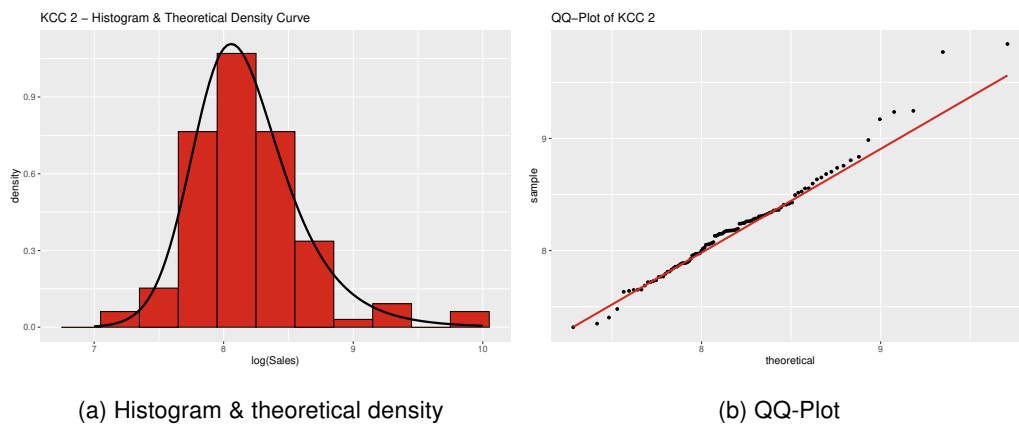 KCC 2 − Histogram & Theoretical Density Curve
density
0.9
0.6
0.3
0.0
7
8
9
10
log(Sales)
(a) Histogram & theoretical density
QQ−Plot of KCC 2
sample
9
8
8
9
theoretical
(b) QQ-Plot